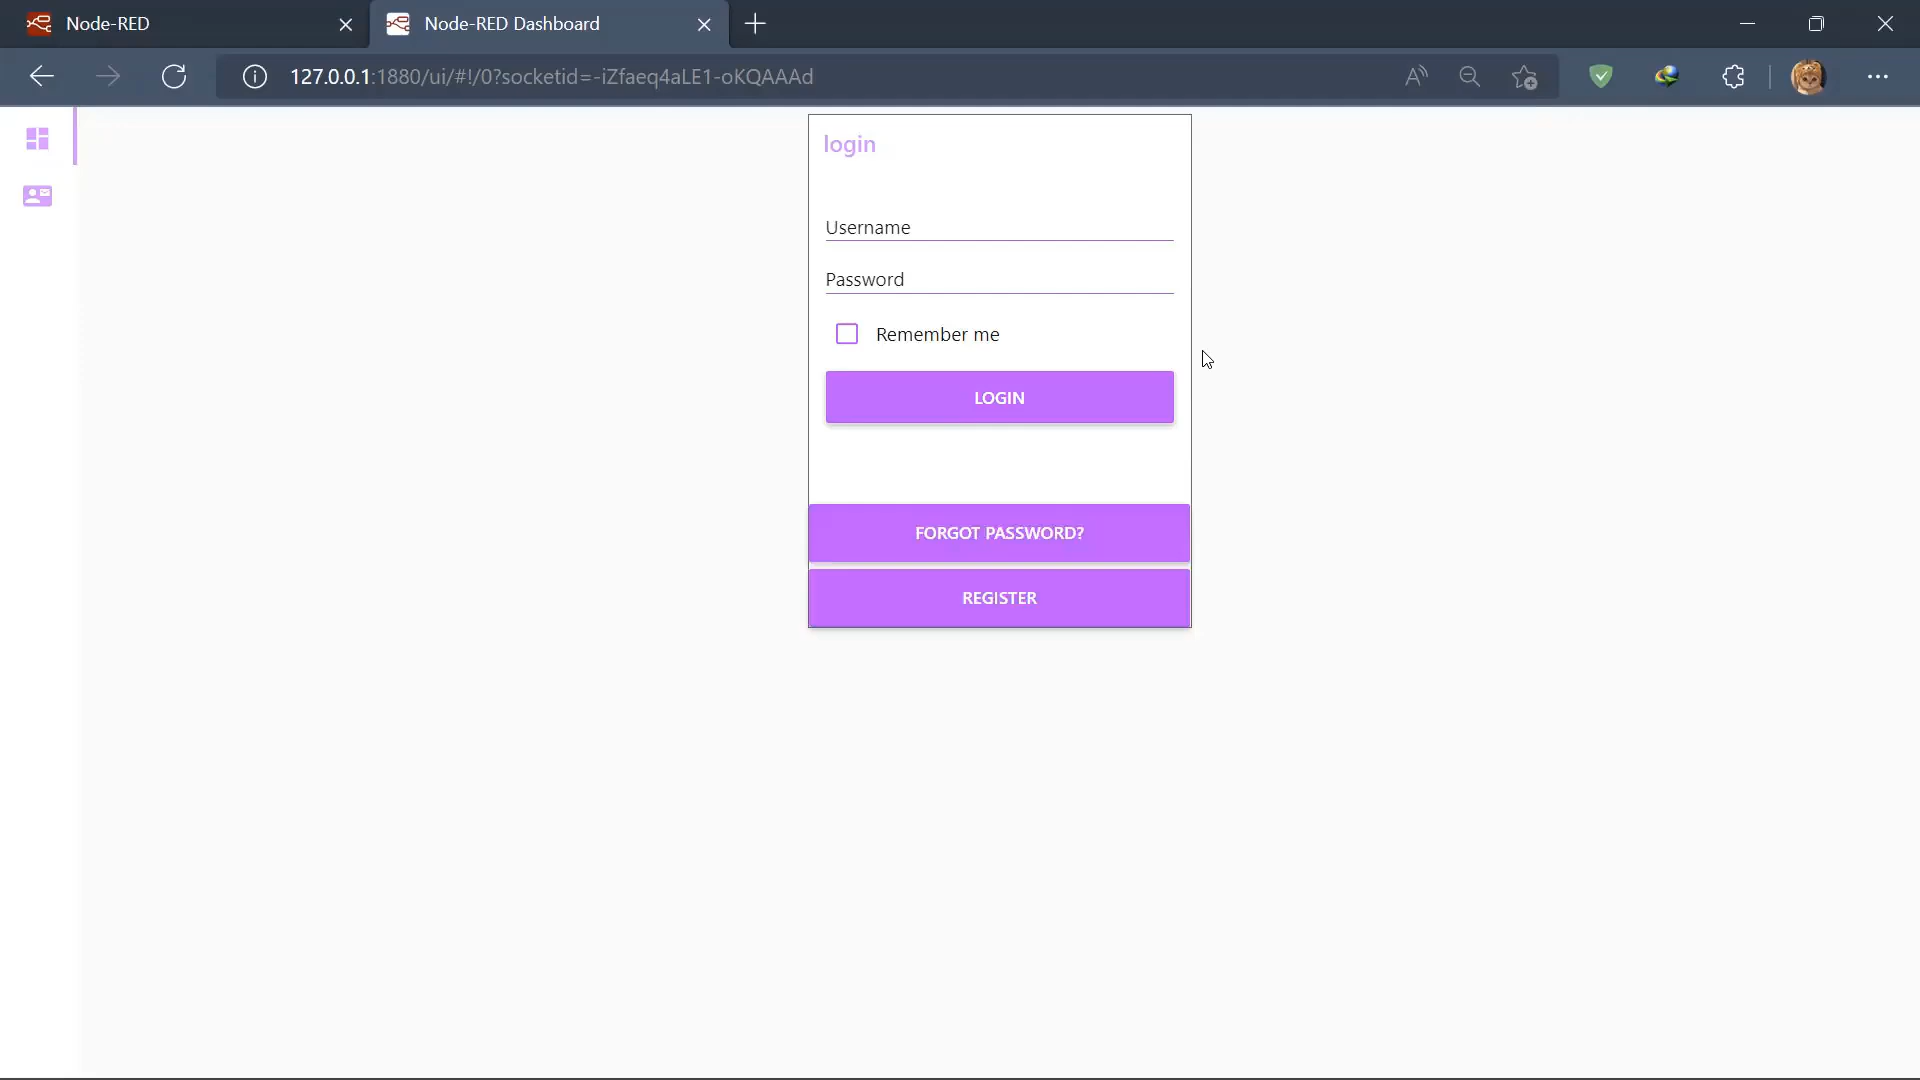 Node-RED
Node-RED Dashboard
127.0.0.1:1880/ui/#!/0?socketid=-iZfaeq4aLE1-oKQAAAd
login
Username
Password
Remember me
LOGIN
FORGOT PASSWORD?
REGISTER